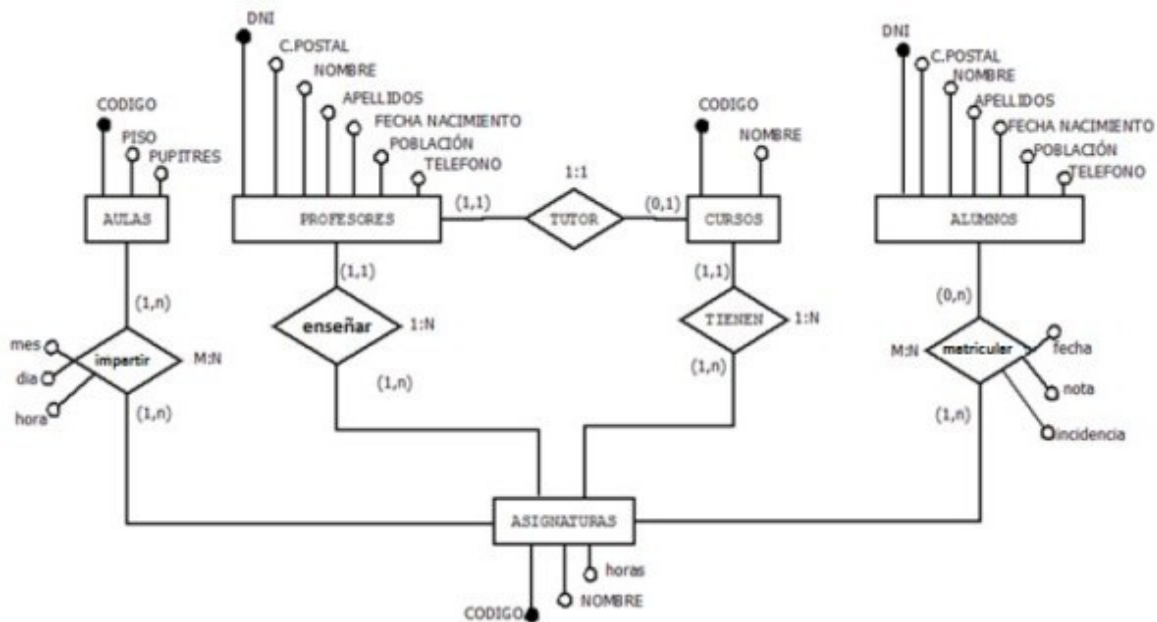 DNI
C.POSTAL
NOMBRE
APELLIDOS
FECHA NACIMIENTO
POBLACIÓN
TELEFONO
CODIGO
PISO
PUPITRES
AULAS
PROFESORES
(1,1)
1:1
TUTOR
(0,1)
CODIGO
NOMBRE
CURSOS
DNI
C.POSTAL
NOMBRE
APELLIDOS
FECHA NACIMIENTO
POBLACIÓN
TELEFONO
ALUMNOS
(1,n)
mes
dia
hora
impartir
M:N
(1,n)
(1,1)
enseñar
1:N
(1,n)
(1,1)
TIENEN
1:N
(1,n)
(0,n)
M:N
matricular
fecha
nota
incidencia
(1,n)
ASIGNATURAS
horas
NOMBRE
CODIGO